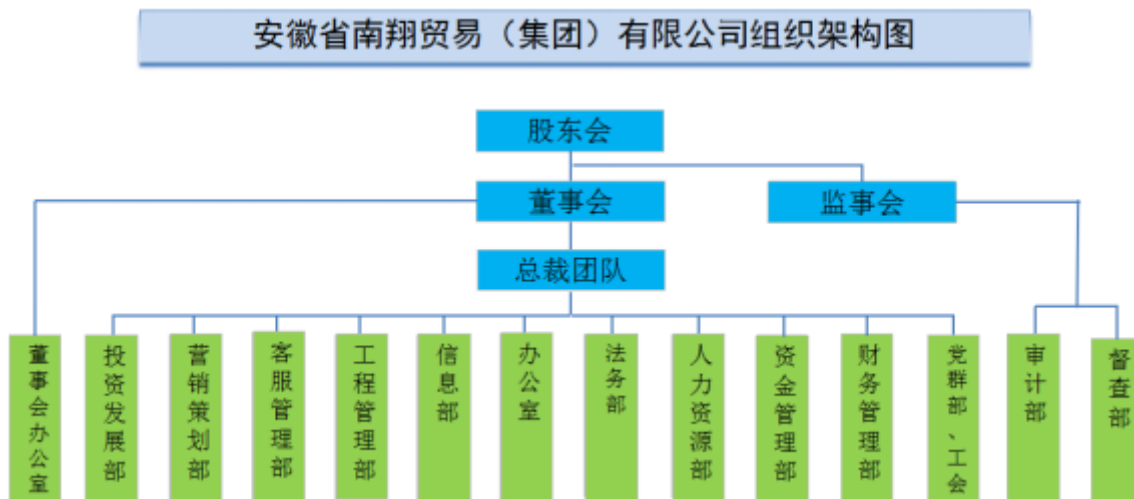 安徽省南翔贸易（集团）有限公司组织架构图
股东会
董事会
监事会
总裁团队
董事会办公室
投资发展部
营销策划部
客服管理部
工程管理部
信息部
办公室
法务部
人力资源部
资金管理部
财务管理部
党群部、工会
审计部
督查部